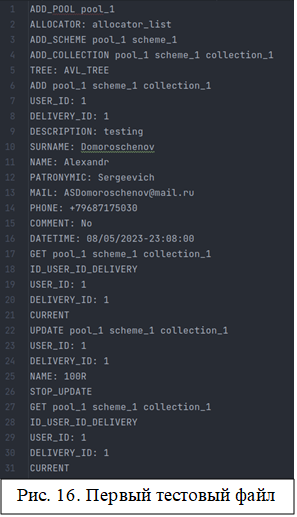 1 ADD_POOL pool_1
2 ALLOCATOR: allocator_list
3 ADD_SCHEME pool_1 scheme_1
4 ADD_COLLECTION pool_1 scheme_1 collection_1
5 TREE: AVL_TREE
6 ADD pool_1 scheme_1 collection_1
7 USER_ID: 1
8 DELIVERY_ID: 1
9 DESCRIPTION: testing
10 SURNAME: Domoroschenov
11 NAME: Alexandr
12 PATRONYMIC: Sergeevich
13 MAIL: ASDomoroschenov@mail.ru
14 PHONE: +79687175030
15 COMMENT: No
16 DATETIME: 08/05/2023-23:08:00
17 GET pool_1 scheme_1 collection_1
18 ID_USER_ID_DELIVERY
19 USER_ID: 1
20 DELIVERY_ID: 1
21 CURRENT
22 UPDATE pool_1 scheme_1 collection_1
23 USER_ID: 1
24 DELIVERY_ID: 1
25 NAME: 100R
26 STOP_UPDATE
27 GET pool_1 scheme_1 collection_1
28 ID_USER_ID_DELIVERY
29 USER_ID: 1
30 DELIVERY_ID: 1
31 CURRENT
Рис. 16. Первый тестовый файл